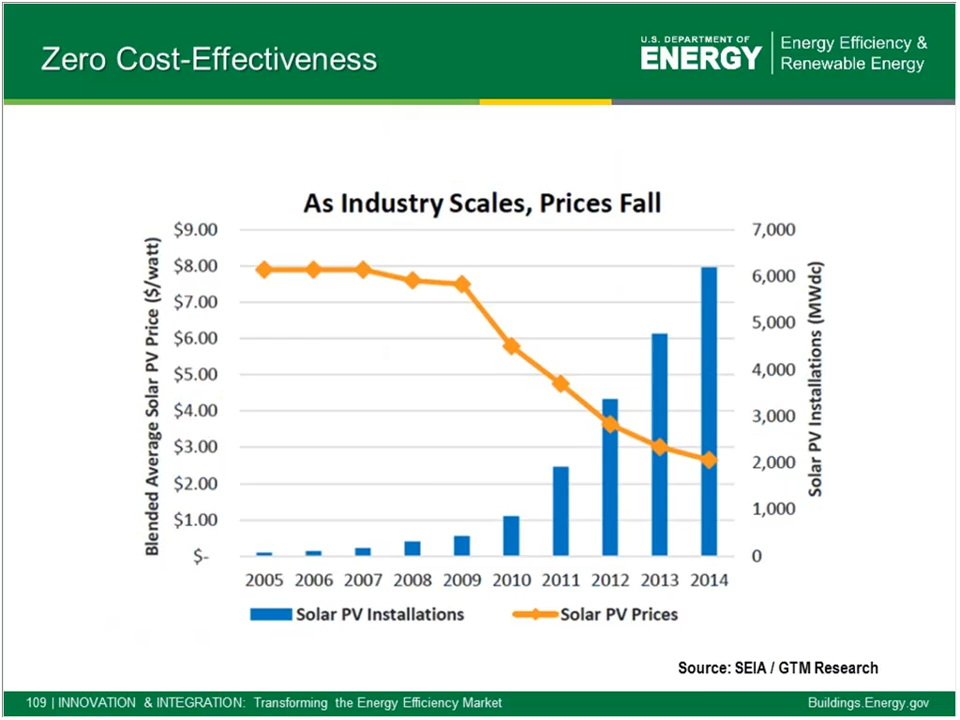 Zero Cost-Effectiveness
U.S. DEPARTMENT OF
ENERGY
Energy Efficiency &
Renewable Energy
As Industry Scales, Prices Fall
Blended Average Solar PV Price ($/watt)
$9.00
$8.00
$7.00
$6.00
$5.00
$4.00
$3.00
$2.00
$1.00
$-
7,000
6,000
5,000
4,000
3,000
2,000
1,000
0
Solar PV Installations (MWdc)
2005 2006 2007 2008 2009 2010 2011 2012 2013 2014
Solar PV Installations Solar PV Prices
Source: SEIA / GTM Research
109 | INNOVATION & INTEGRATION: Transforming the Energy Efficiency Market Buildings.Energy.gov